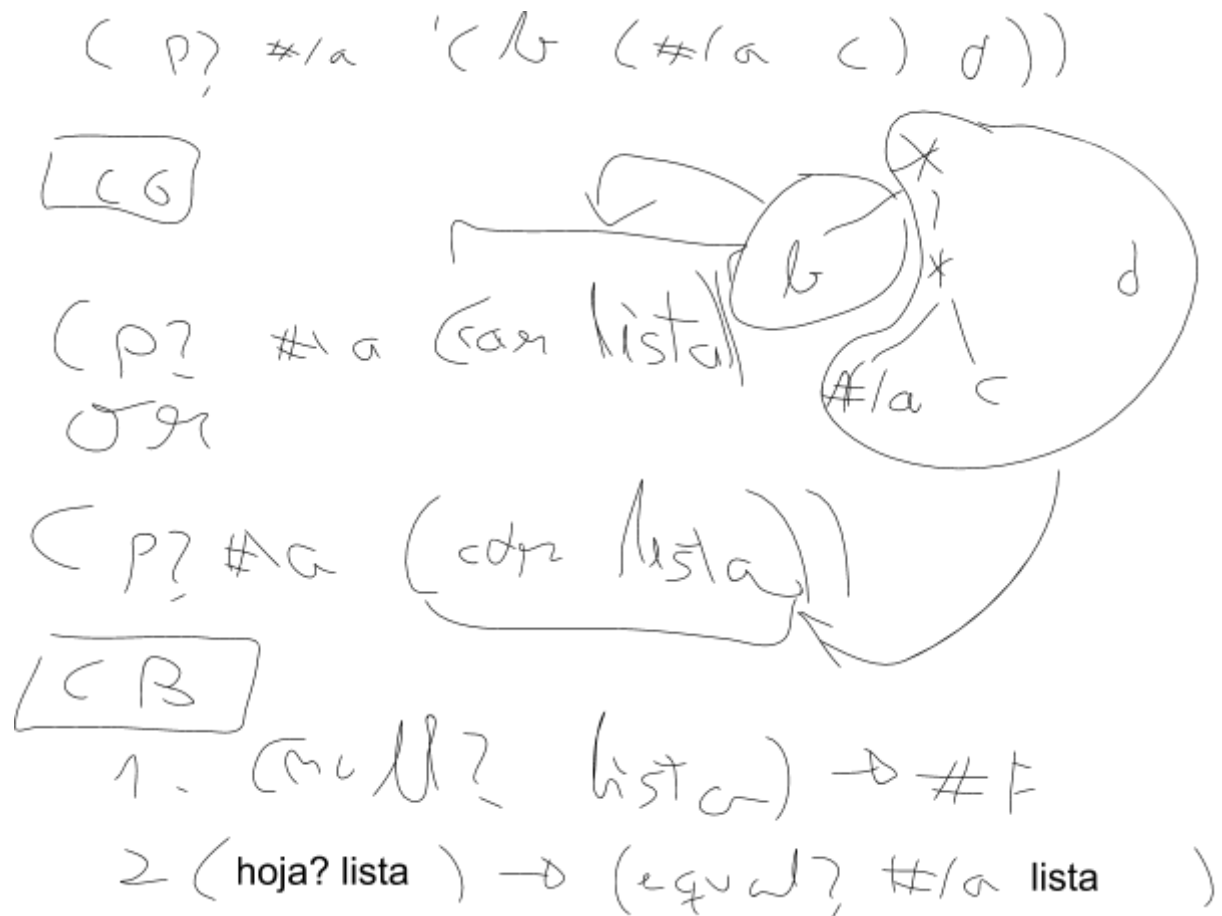 (p? #/a '(b (#/a c) d))
CG
* b * d
(p? #\a (car lista))
#/a c
or
(p? #\a (cdr lista))
CB
1. (null? lista) → #F
2 (hoja? lista) → (equal? #/a lista)